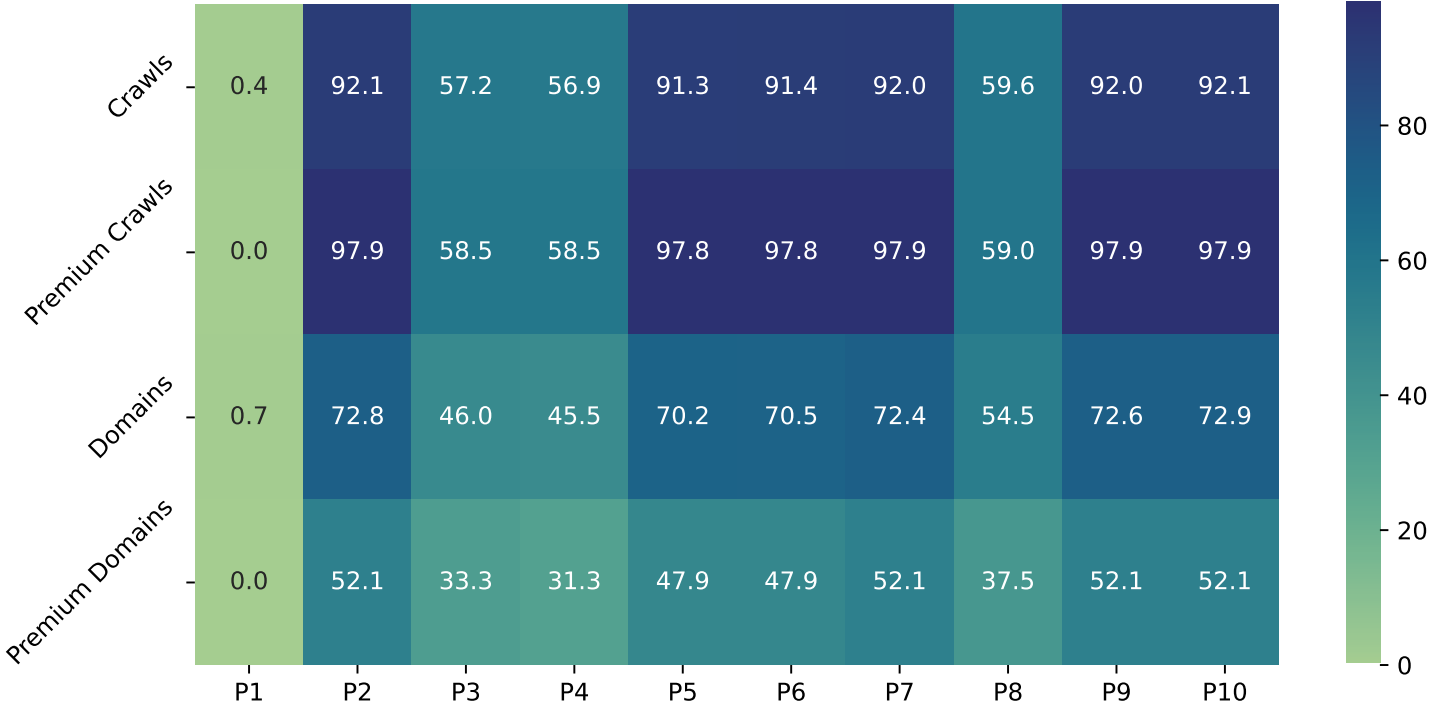 Crawls 0.4 92.1 57.2 56.9 91.3 91.4 92.0 59.6 92.0 92.1
80
Premium Crawls 0.0 97.9 58.5 58.5 97.8 97.8 97.9 59.0 97.9 97.9
60
40
Domains 0.7 72.8 46.0 45.5 70.2 70.5 72.4 54.5 72.6 72.9
20
Premium Domains 0.0 52.1 33.3 31.3 47.9 47.9 52.1 37.5 52.1 52.1
0
P1 P2 P3 P4 P5 P6 P7 P8 P9 P10